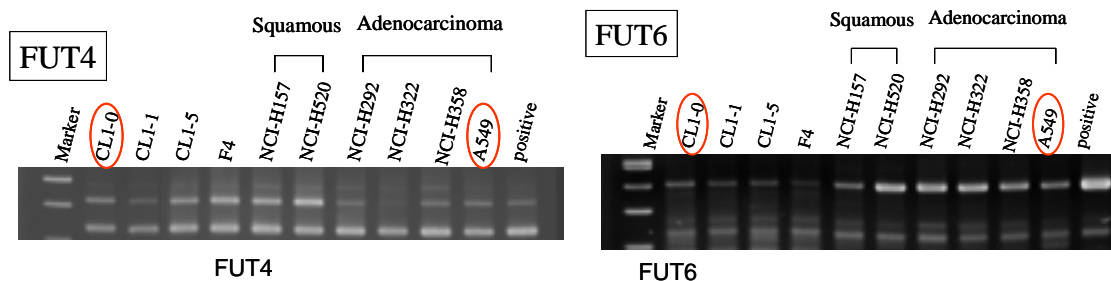 FUT4
Squamous Adenocarcinoma
Marker CL1-0 CL1-1 CL1-5 F4 NCI-H157 NCI-H520 NCI-H292 NCI-H322 NCI-H358 A549 positive
FUT4
FUT6
Squamous Adenocarcinoma
Marker CL1-0 CL1-1 CL1-5 F4 NCI-H157 NCI-H520 NCI-H292 NCI-H322 NCI-H358 A549 positive
FUT6